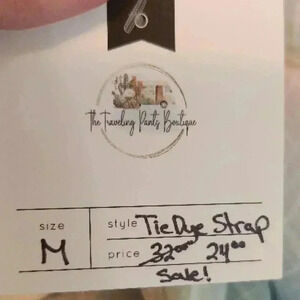 The Traveling Pants Boutique
size M
style Tie Dye Strap
price 32.00 24.00
Sale!